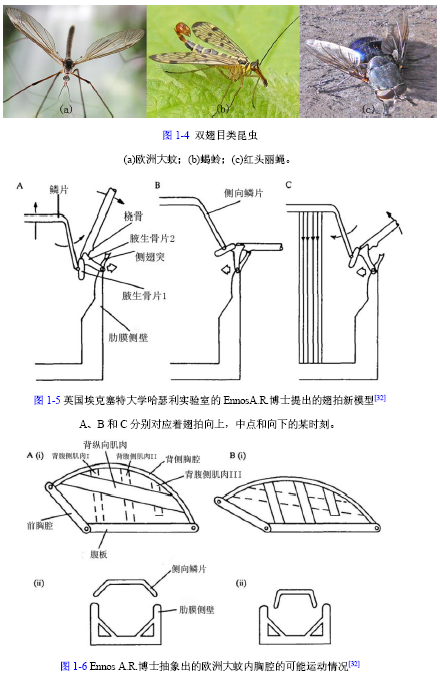 (a)
(b)
(c)
图 1-4 双翅目类昆虫
(a)欧洲大蚊；(b)蝎蛉；(c)红头丽蝇。
A
鳞片
桡骨
腋生骨片2
侧翅突
腋生骨片1
肋膜侧壁
B
侧向鳞片
C
图 1-5 英国埃克塞特大学哈瑟利实验室的 EnnosA.R.博士提出的翅拍新模型[32]
A、B 和 C 分别对应着翅拍向上，中点和向下的某时刻。
A (i)
背纵向肌肉
背腹侧肌肉I
背腹侧肌肉II
背侧胸腔
背腹侧肌肉III
前胸腔
腹板
B (i)
(ii)
侧向鳞片
肋膜侧壁
(ii)
图 1-6 Ennos A.R.博士抽象出的欧洲大蚊内胸腔的可能运动情况[32]